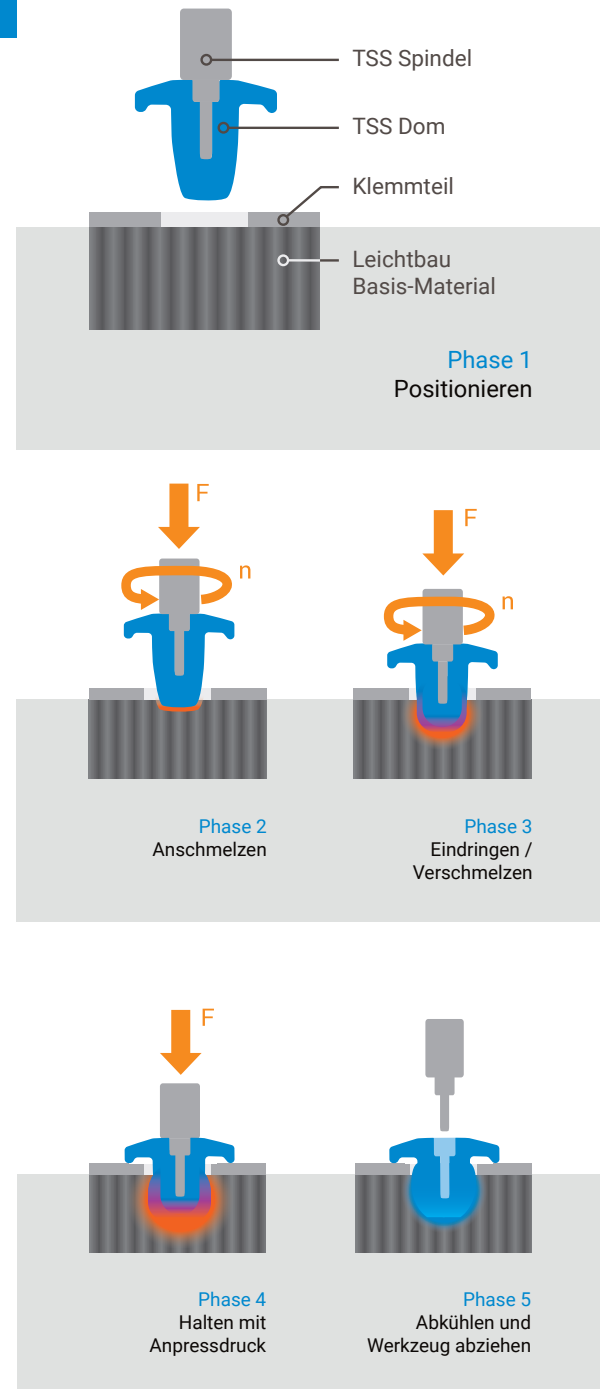 TSS Spindel
TSS Dom
Klemmteil
Leichtbau
Basis-Material
Phase 1
Positionieren
F
n
Phase 2
Anschmelzen
F
n
Phase 3
Eindringen /
Verschmelzen
F
Phase 4
Halten mit
Anpressdruck
Phase 5
Abkühlen und
Werkzeug abziehen